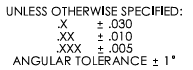 UNLESS OTHERWISE SPECIFIED:
.X ± .030
.XX ± .010
.XXX ± .005
ANGULAR TOLERANCE ± 1°